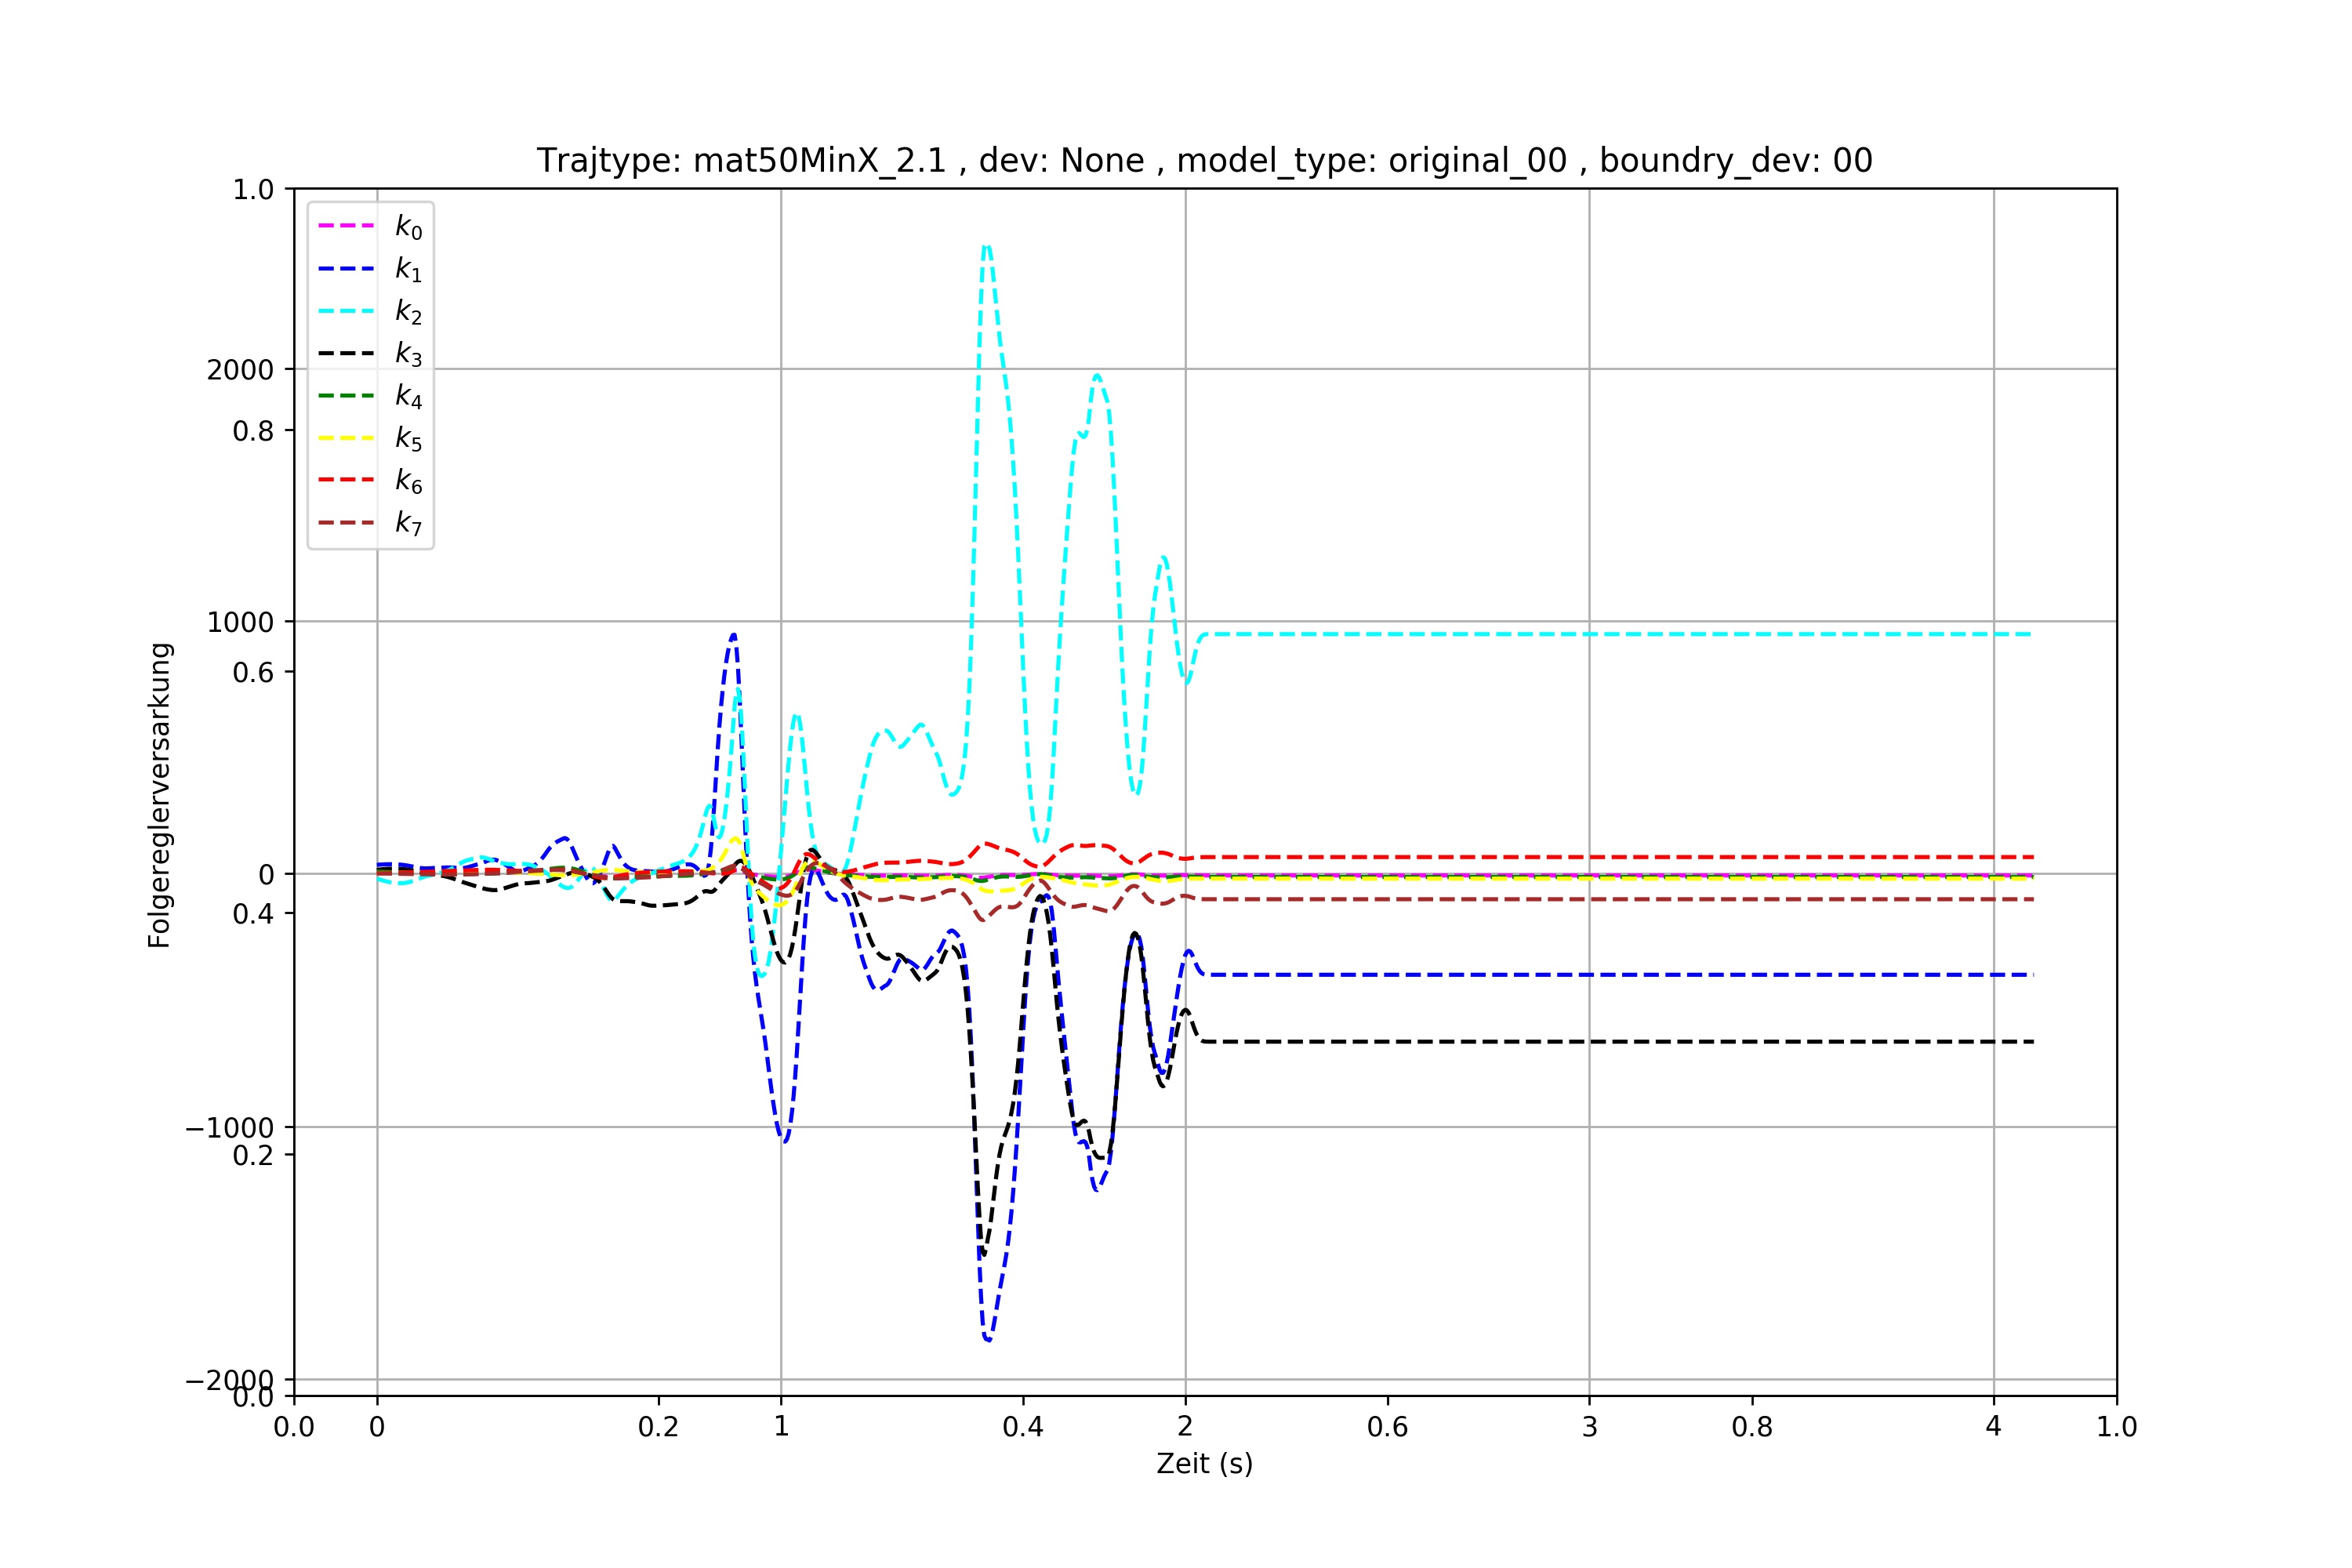 Trajtype: mat50MinX_2.1 , dev: None , model_type: original_00 , boundry_dev: 00
1.0
k0
k1
k2
2000
k3
k4
0.8
k5
k6
k7
1000
0.6
Folgereglerversarkung
0
0.4
−1000
0.2
−2000
0.0
0.0 0 0.2 1 0.4 2 0.6 3 0.8 4 1.0
Zeit (s)